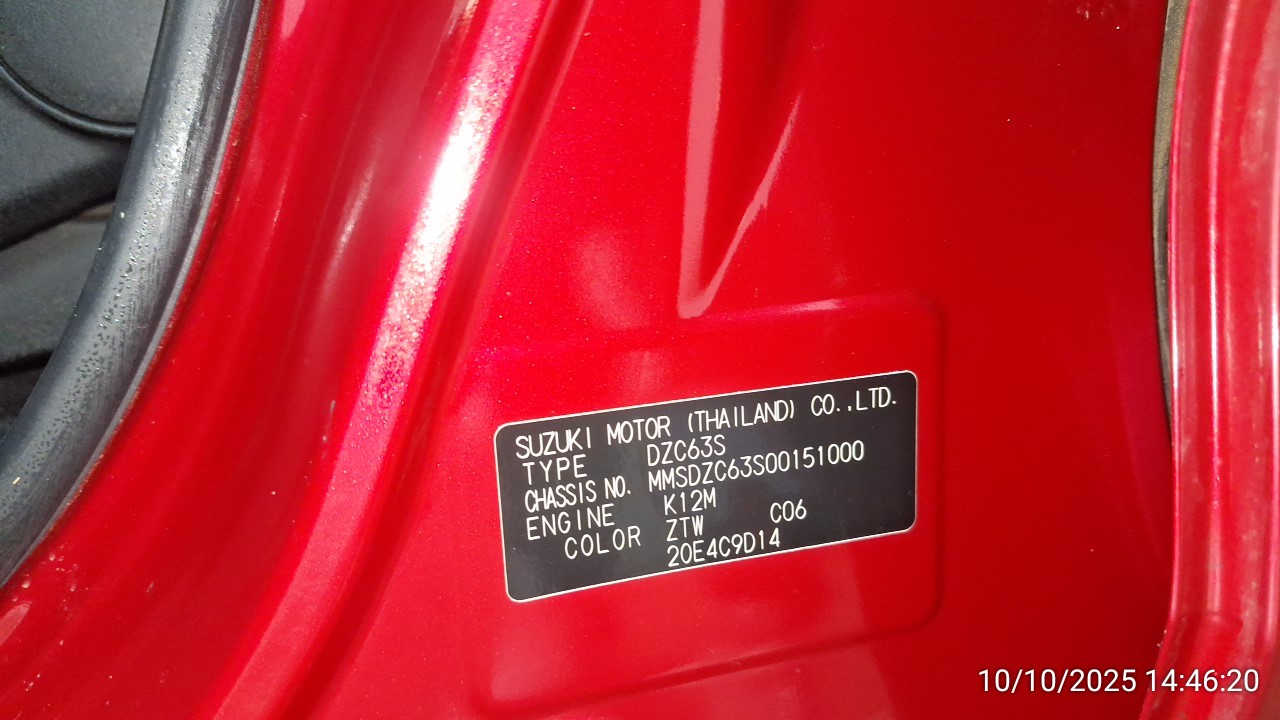 SUZUKI MOTOR (THAILAND) CO.,LTD.
TYPE DZC63S
CHASSIS NO. MMSDZC63S00151000
ENGINE K12M
COLOR ZTW C06
20E4C9D14
10/10/2025 14:46:20